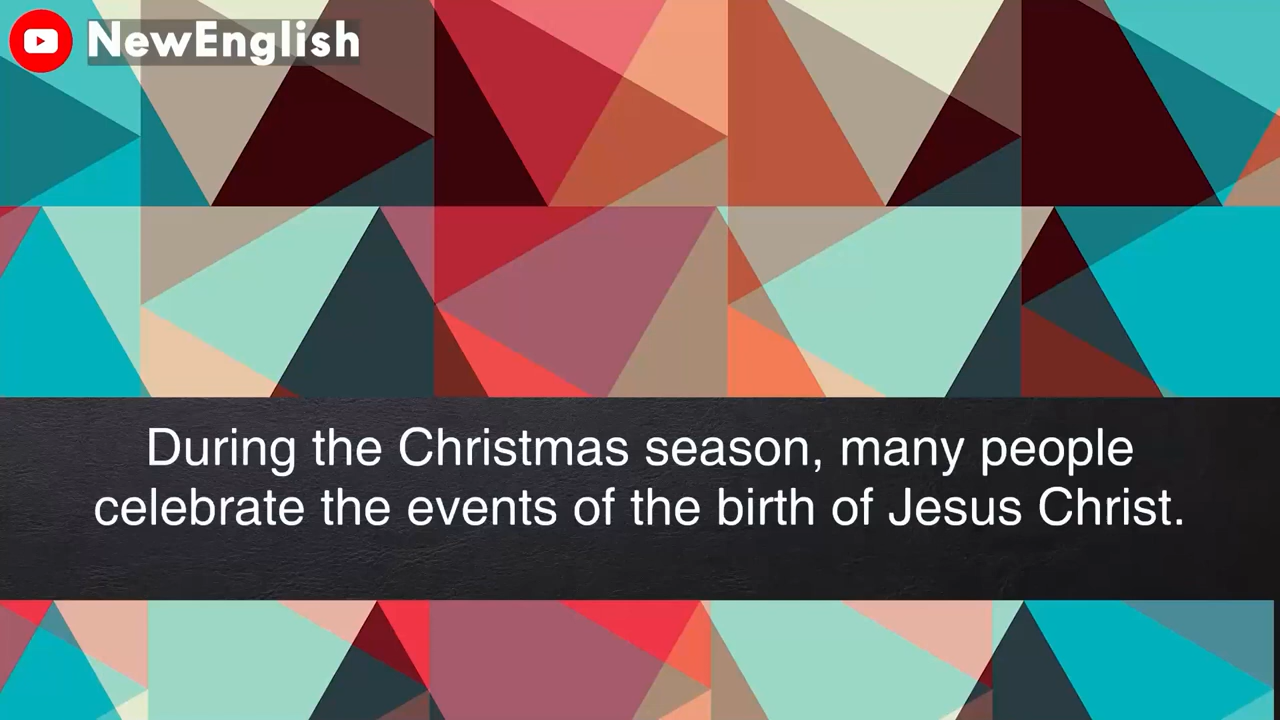 NewEnglish
During the Christmas season, many people
celebrate the events of the birth of Jesus Christ.